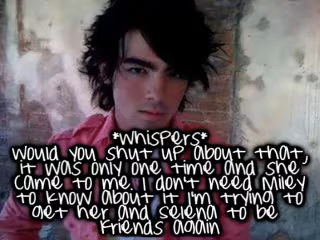 *Whispers*
Would you shut up about that,
it was only one time and she
came to me. I don't need Miley
to know about it I'm trying to
get her and Selena to be
friends again